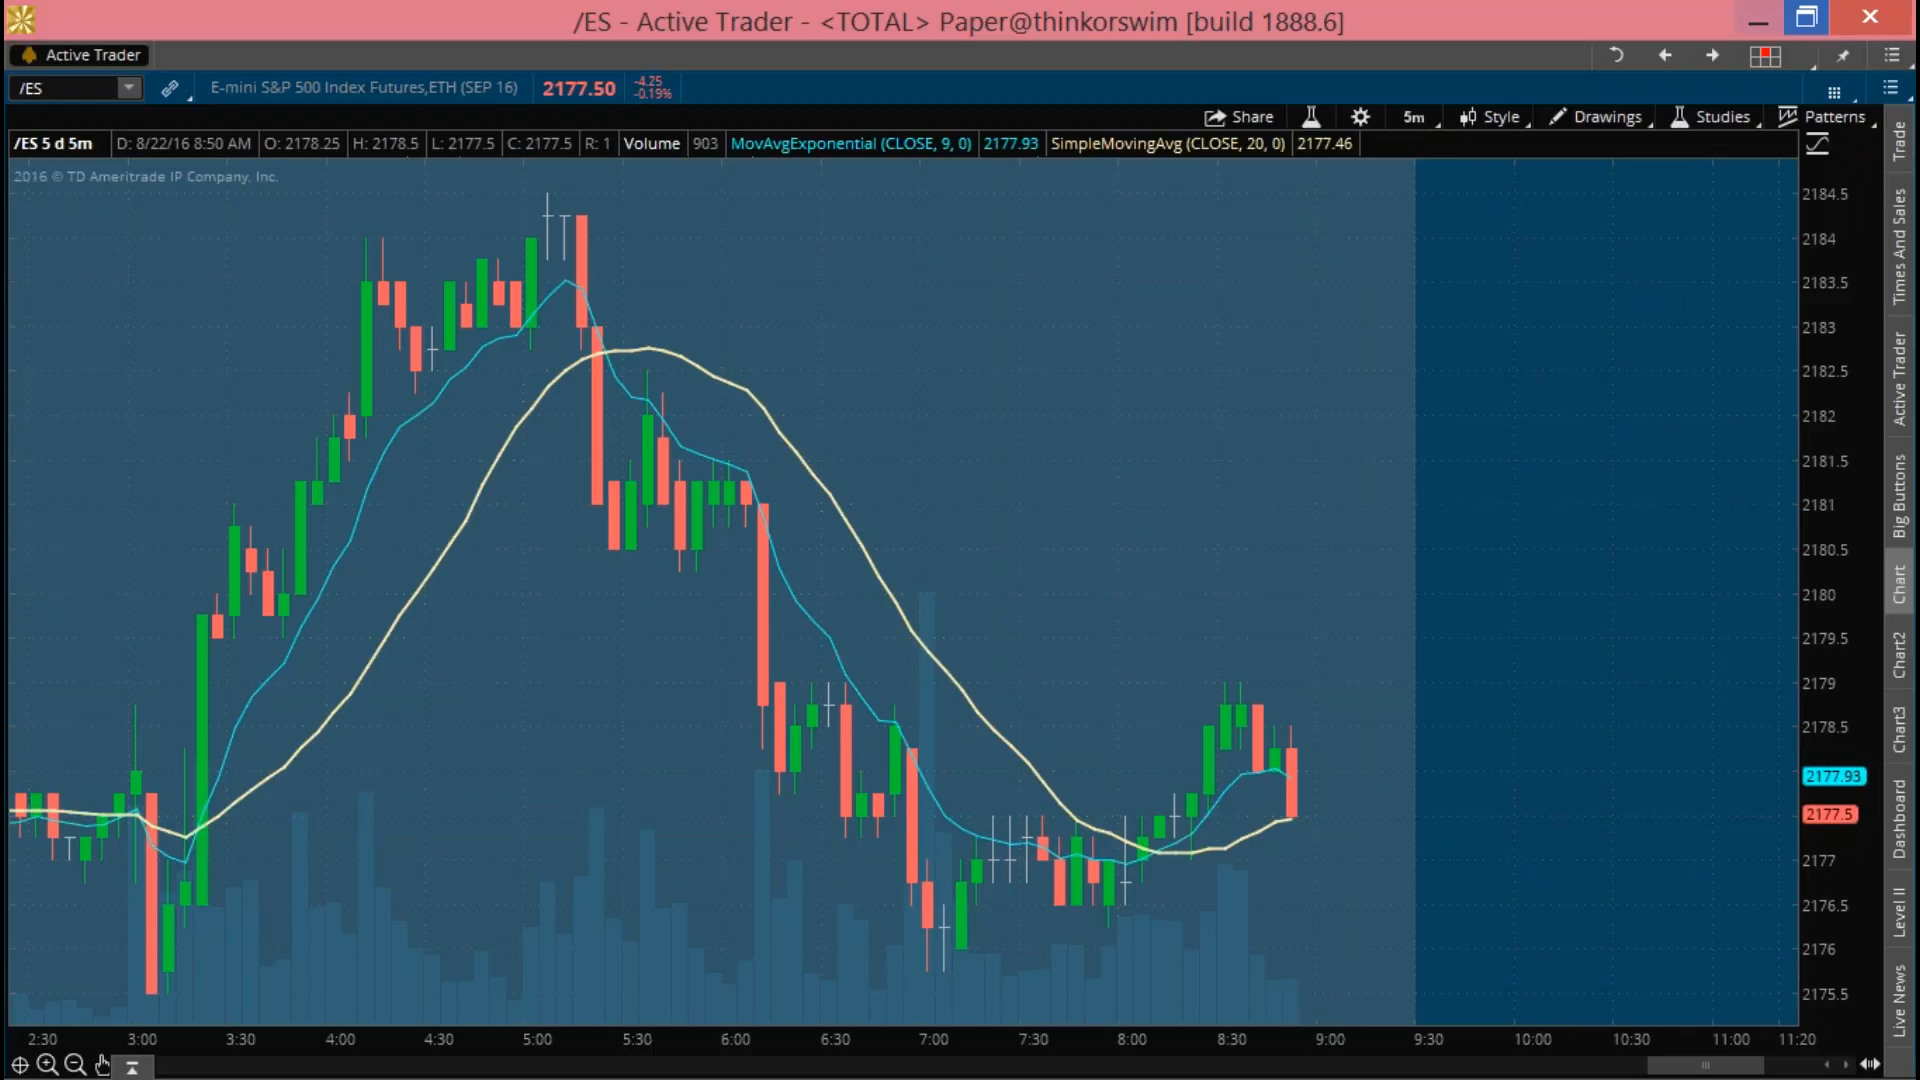 /ES - Active Trader - <TOTAL> Paper@thinkorswim [build 1888.6]
Active Trader
/ES E-mini S&P 500 Index Futures,ETH (SEP 16) 2177.50 -4.25 -0.19%
Share 5m Style Drawings Studies Patterns
/ES 5 d 5m D: 8/22/16 8:50 AM O: 2178.25 H: 2178.5 L: 2177.5 C: 2177.5 R: 1 Volume 903 MovAvgExponential (CLOSE, 9, 0) 2177.93 SimpleMovingAvg (CLOSE, 20, 0) 2177.46
2016 © TD Ameritrade IP Company, Inc.
2184.5
2184
2183.5
2183
2182.5
2182
2181.5
2181
2180.5
2180
2179.5
2179
2178.5
2177.93
2177.5
2177
2176.5
2176
2175.5
2:30 3:00 3:30 4:00 4:30 5:00 5:30 6:00 6:30 7:00 7:30 8:00 8:30 9:00 9:30 10:00 10:30 11:00 11:20
Trade
Times And Sales
Active Trader
Big Buttons
Chart
Chart2
Chart3
Dashboard
Level II
Live News